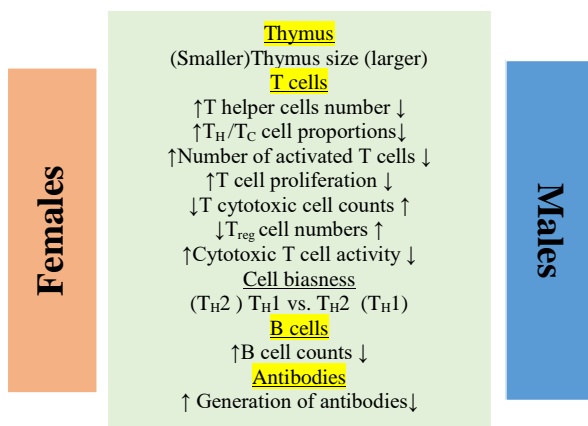 Females
Thymus
(Smaller)Thymus size (larger)
T cells
↑T helper cells number ↓
↑TH/TC cell proportions↓
↑Number of activated T cells ↓
↑T cell proliferation ↓
↓T cytotoxic cell counts ↑
↓Treg cell numbers ↑
↑Cytotoxic T cell activity ↓
Cell biasness
(TH2 ) TH1 vs. TH2 (TH1)
B cells
↑B cell counts ↓
Antibodies
↑ Generation of antibodies↓
Males